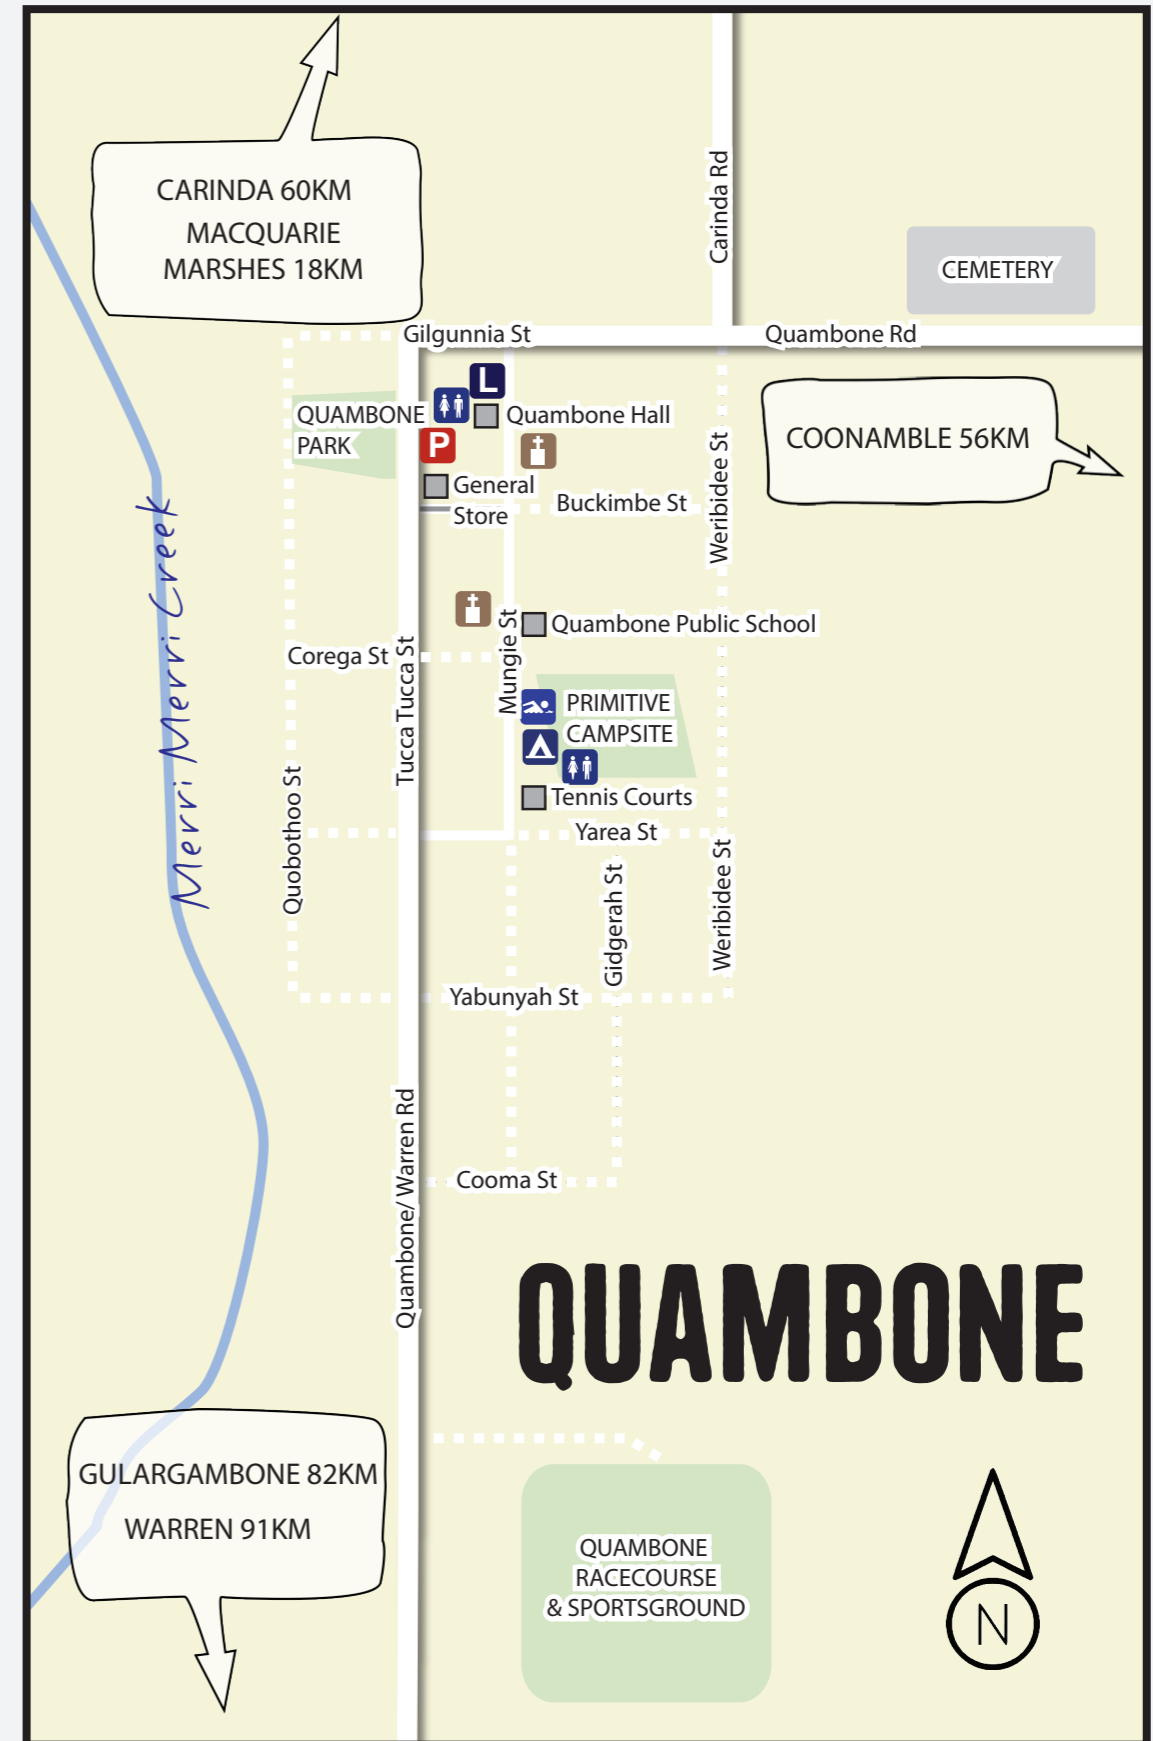 CARINDA 60KM
MACQUARIE
MARSHES 18KM
Carinda Rd
CEMETERY
Gilgunnia St
Quambone Rd
L
QUAMBONE
PARK
Quambone Hall
P
COONAMBLE 56KM
General
Store
Buckimbe St
Weribidee St
Merri Merri Creek
Quambone Public School
Corega St
Tucca Tucca St
Mungie St
PRIMITIVE
CAMPSITE
Tennis Courts
Quobothoo St
Yarea St
Gidgerah St
Weribidee St
Yabunyah St
Quambone/ Warren Rd
Cooma St
QUAMBONE
GULARGAMBONE 82KM
WARREN 91KM
QUAMBONE
RACECOURSE
& SPORTSGROUND
N